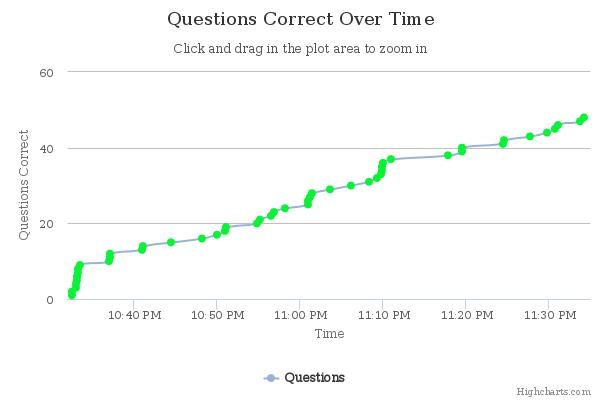 Questions Correct Over Time
Click and drag in the plot area to zoom in
Questions Correct
60
40
20
0
10:40 PM 10:50 PM 11:00 PM 11:10 PM 11:20 PM 11:30 PM
Time
Questions
Highcharts.com